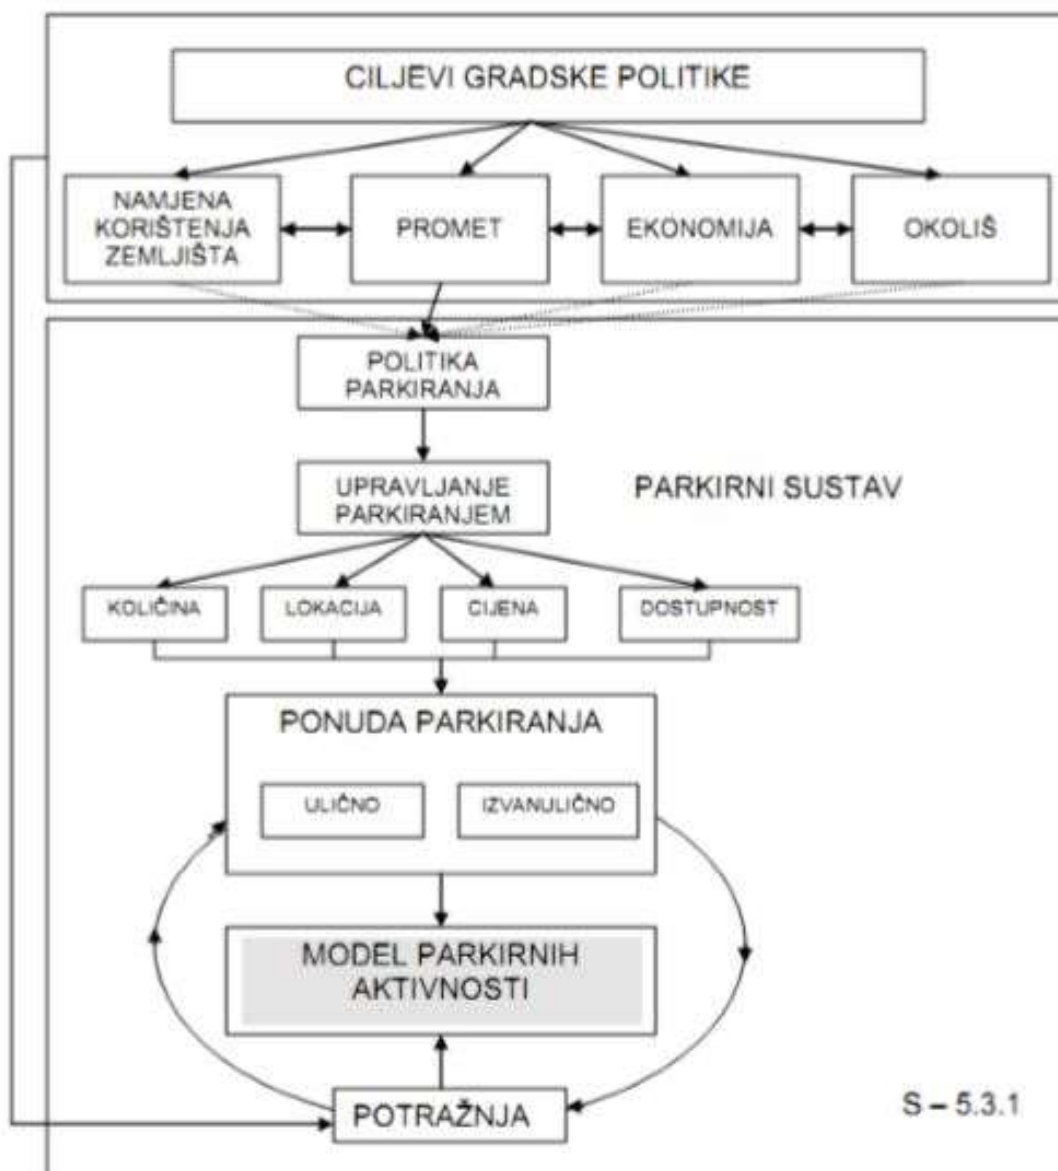 CILJEVI GRADSKE POLITIKE
NAMJENA
KORIŠTENJA
ZEMLJIŠTA
PROMET
EKONOMIJA
OKOLIŠ
POLITIKA
PARKIRANJA
UPRAVLJANJE
PARKIRANJEM
PARKIRNI SUSTAV
KOLIČINA
LOKACIJA
CIJENA
DOSTUPNOST
PONUDA PARKIRANJA
ULIČNO
IZVANULIČNO
MODEL PARKIRNIH
AKTIVNOSTI
POTRAŽNJA
S – 5.3.1